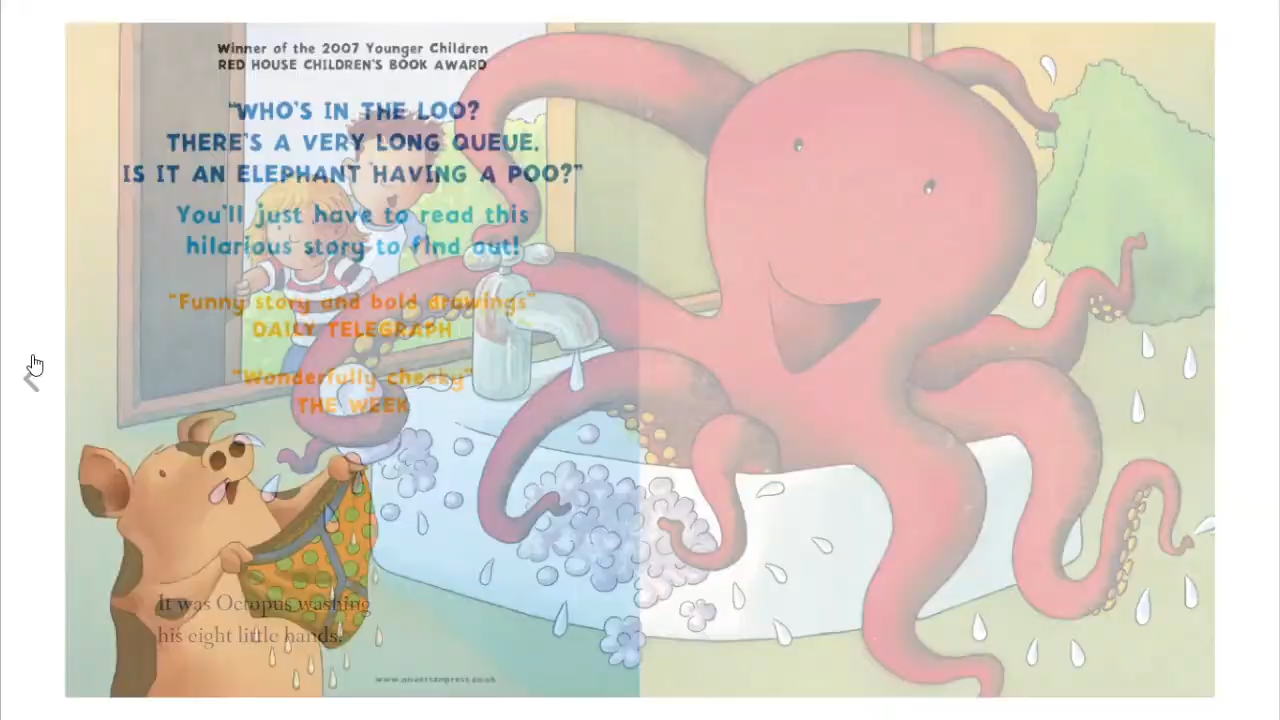 Winner of the 2007 Younger Children
RED HOUSE CHILDREN'S BOOK AWARD
"WHO'S IN THE LOO?
THERE'S A VERY LONG QUEUE.
IS IT AN ELEPHANT HAVING A POO?"
You'll just have to read this
hilarious story to find out!
"Funny story and bold drawings"
DAILY TELEGRAPH
"Wonderfully cheeky"
THE WEEK
It was Octopus washing
his eight little hands.